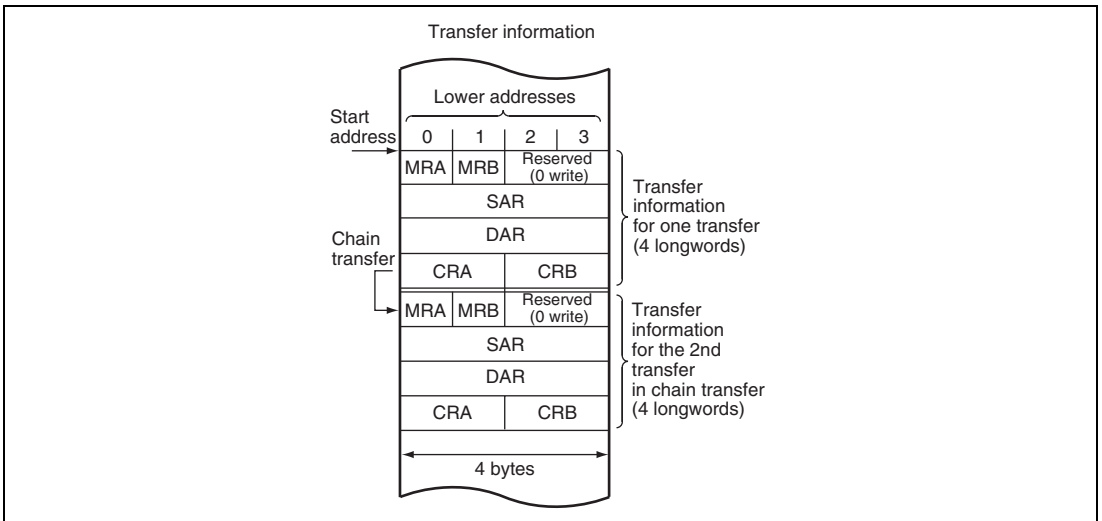 Transfer information
Lower addresses
Start
address
0 1 2 3
MRA MRB Reserved
(0 write)
SAR
DAR
CRA CRB
Transfer
information
for one transfer
(4 longwords)
Chain
transfer
MRA MRB Reserved
(0 write)
SAR
DAR
CRA CRB
Transfer
information
for the 2nd
transfer
in chain transfer
(4 longwords)
4 bytes